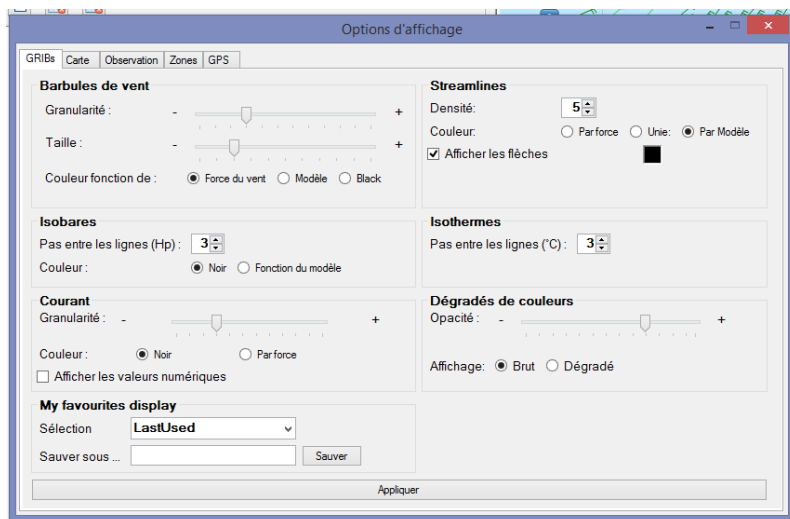 Options d'affichage
GRIBs Carte Observation Zones GPS
Barbules de vent
Granularité : - +
Taille : - +
Couleur fonction de : Force du vent Modèle Black
Streamlines
Densité: 5
Couleur: Par force Unie: Par Modèle
Afficher les flèches
Isobares
Pas entre les lignes (Hp) : 3
Couleur : Noir Fonction du modèle
Isothermes
Pas entre les lignes (°C) : 3
Courant
Granularité : - +
Couleur : Noir Par force
Afficher les valeurs numériques
Dégradés de couleurs
Opacité : - +
Affichage: Brut Dégradé
My favourites display
Sélection LastUsed
Sauver sous ... Sauver
Appliquer